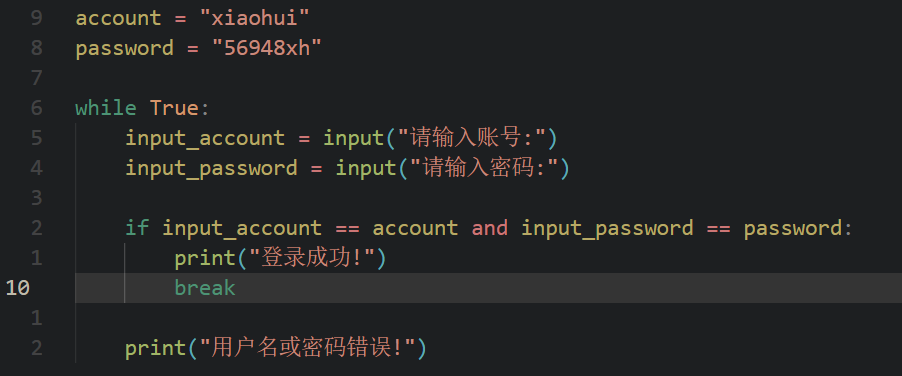 9 account = "xiaohui"
8 password = "56948xh"
7
6 while True:
5     input_account = input("请输入账号:")
4     input_password = input("请输入密码:")
3
2     if input_account == account and input_password == password:
1         print("登录成功!")
10         break
1
2     print("用户名或密码错误!")